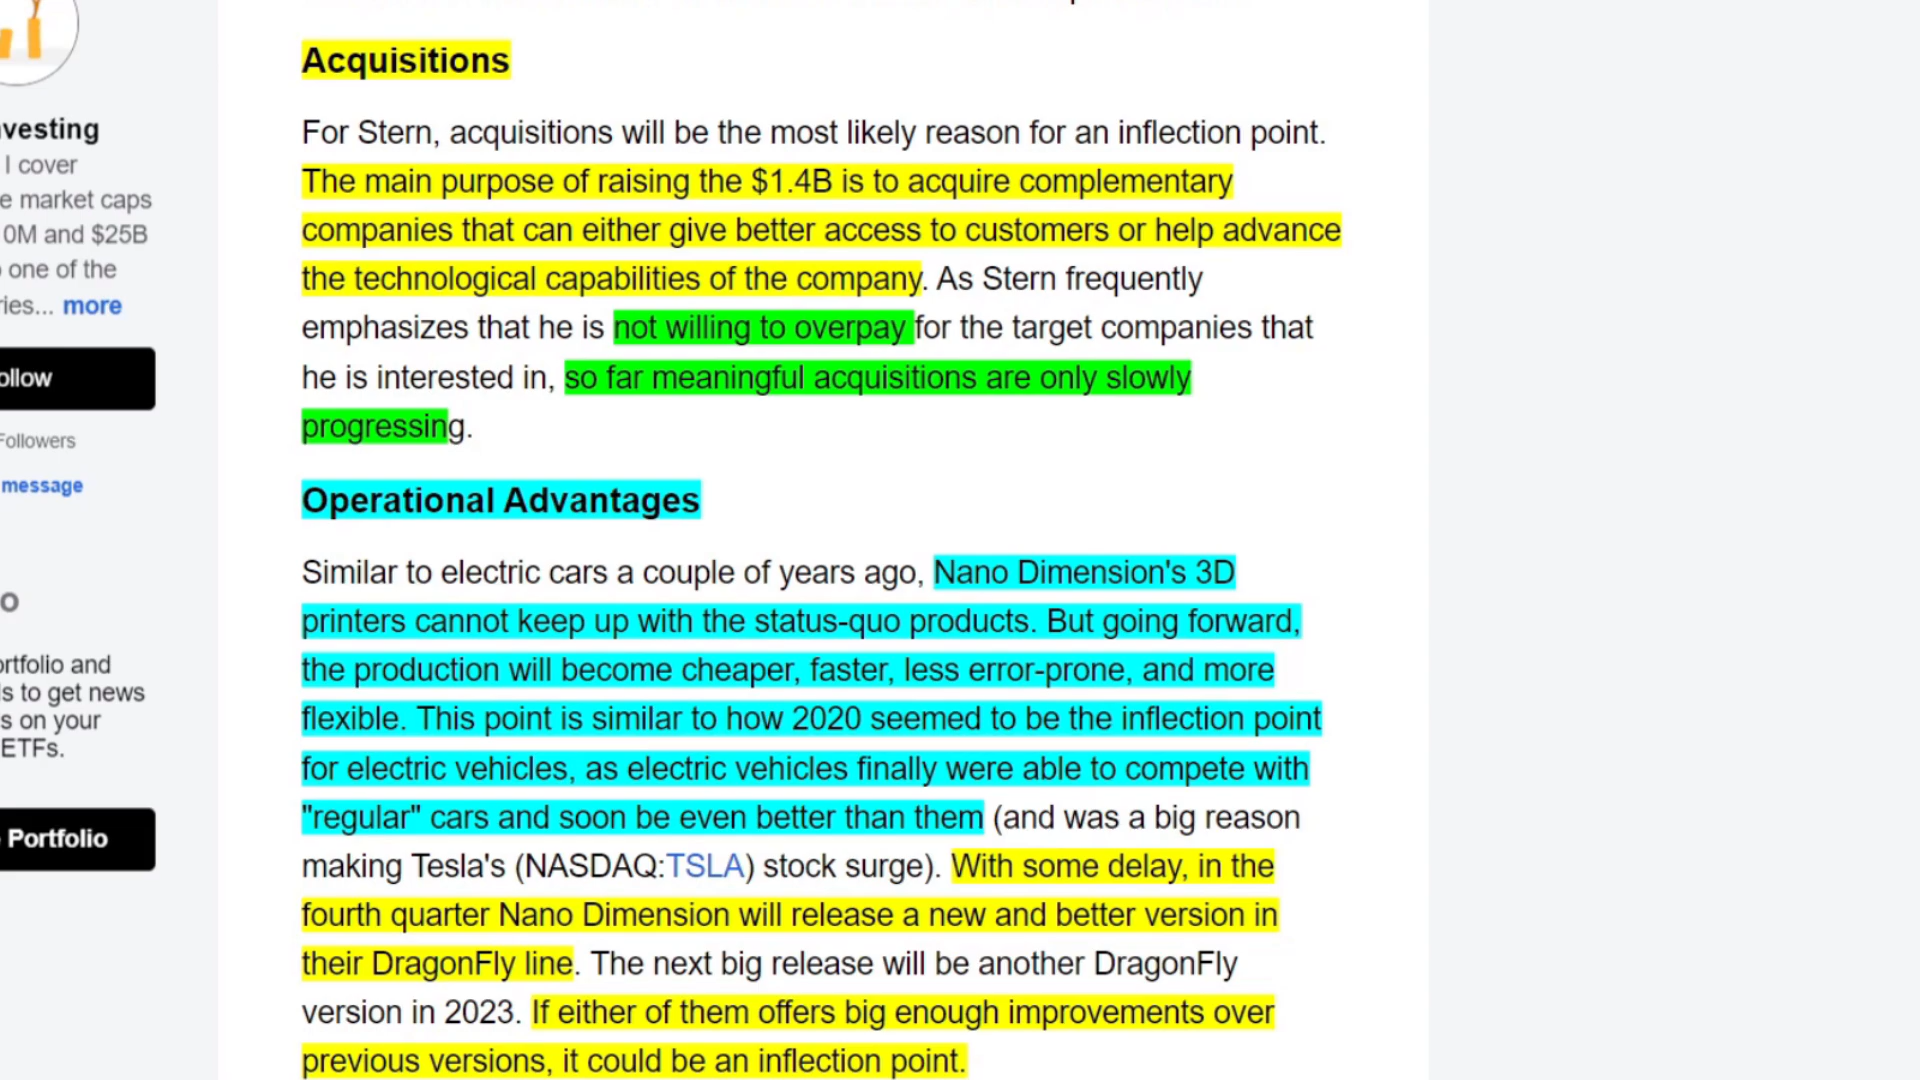 Acquisitions
For Stern, acquisitions will be the most likely reason for an inflection point.
The main purpose of raising the $1.4B is to acquire complementary
companies that can either give better access to customers or help advance
the technological capabilities of the company. As Stern frequently
emphasizes that he is not willing to overpay for the target companies that
he is interested in, so far meaningful acquisitions are only slowly
progressing.
Operational Advantages
Similar to electric cars a couple of years ago, Nano Dimension's 3D
printers cannot keep up with the status-quo products. But going forward,
the production will become cheaper, faster, less error-prone, and more
flexible. This point is similar to how 2020 seemed to be the inflection point
for electric vehicles, as electric vehicles finally were able to compete with
"regular" cars and soon be even better than them (and was a big reason
making Tesla's (NASDAQ:TSLA) stock surge). With some delay, in the
fourth quarter Nano Dimension will release a new and better version in
their DragonFly line. The next big release will be another DragonFly
version in 2023. If either of them offers big enough improvements over
previous versions, it could be an inflection point.
vesting
I cover
e market caps
0M and $25B
one of the
ries... more
ollow
Followers
message
o
ortfolio and
ls to get news
s on your
ETFs.
Portfolio